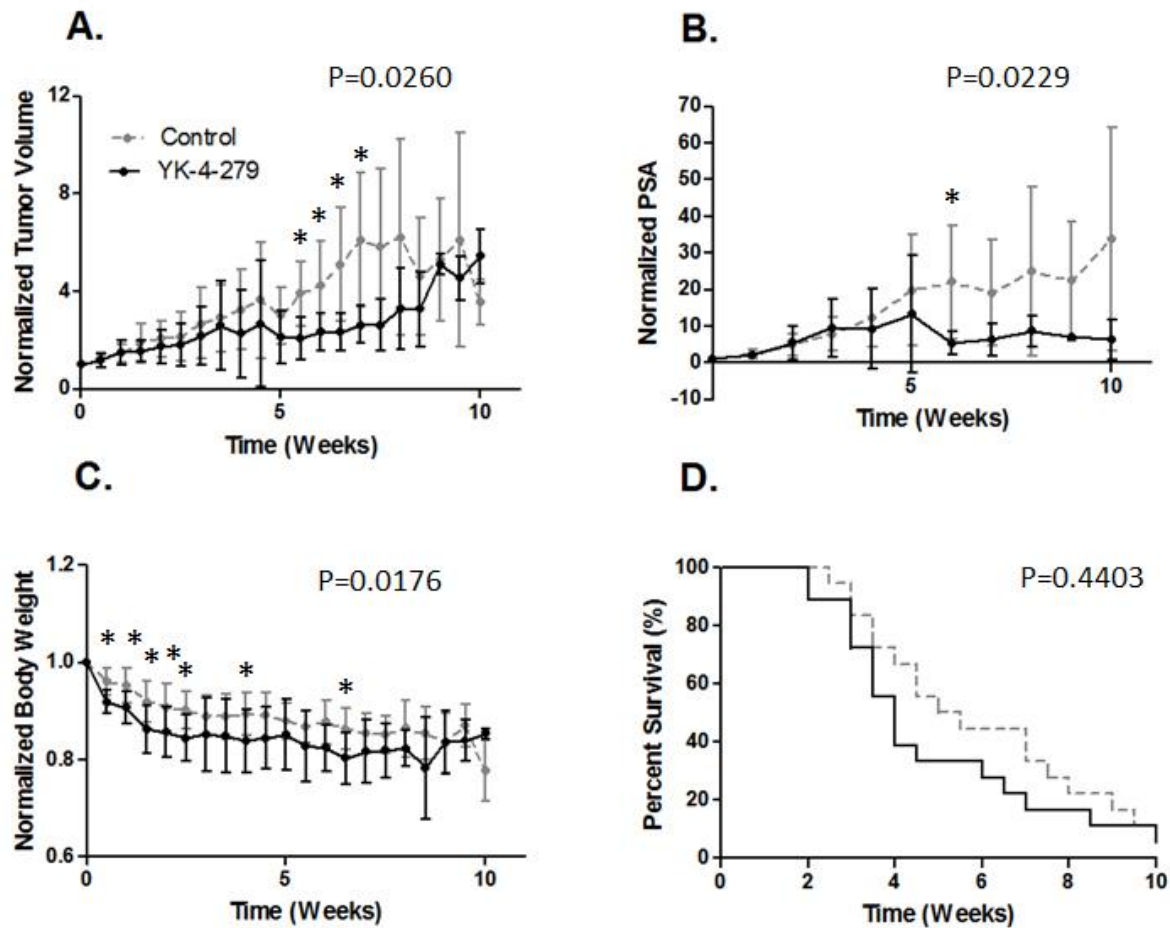 A.
P=0.0260
Normalized Tumor Volume
12
8
4
0
Control
YK-4-279
* * * *
0 5 10
Time (Weeks)
B.
P=0.0229
Normalized PSA
70
60
50
40
30
20
10
0
-10
*
5 10
Time (Weeks)
C.
P=0.0176
Normalized Body Weight
1.2
1.0
0.8
0.6
* * * * * * *
0 5 10
Time (Weeks)
D.
P=0.4403
Percent Survival (%)
100
80
60
40
20
0
0 2 4 6 8 10
Time (Weeks)